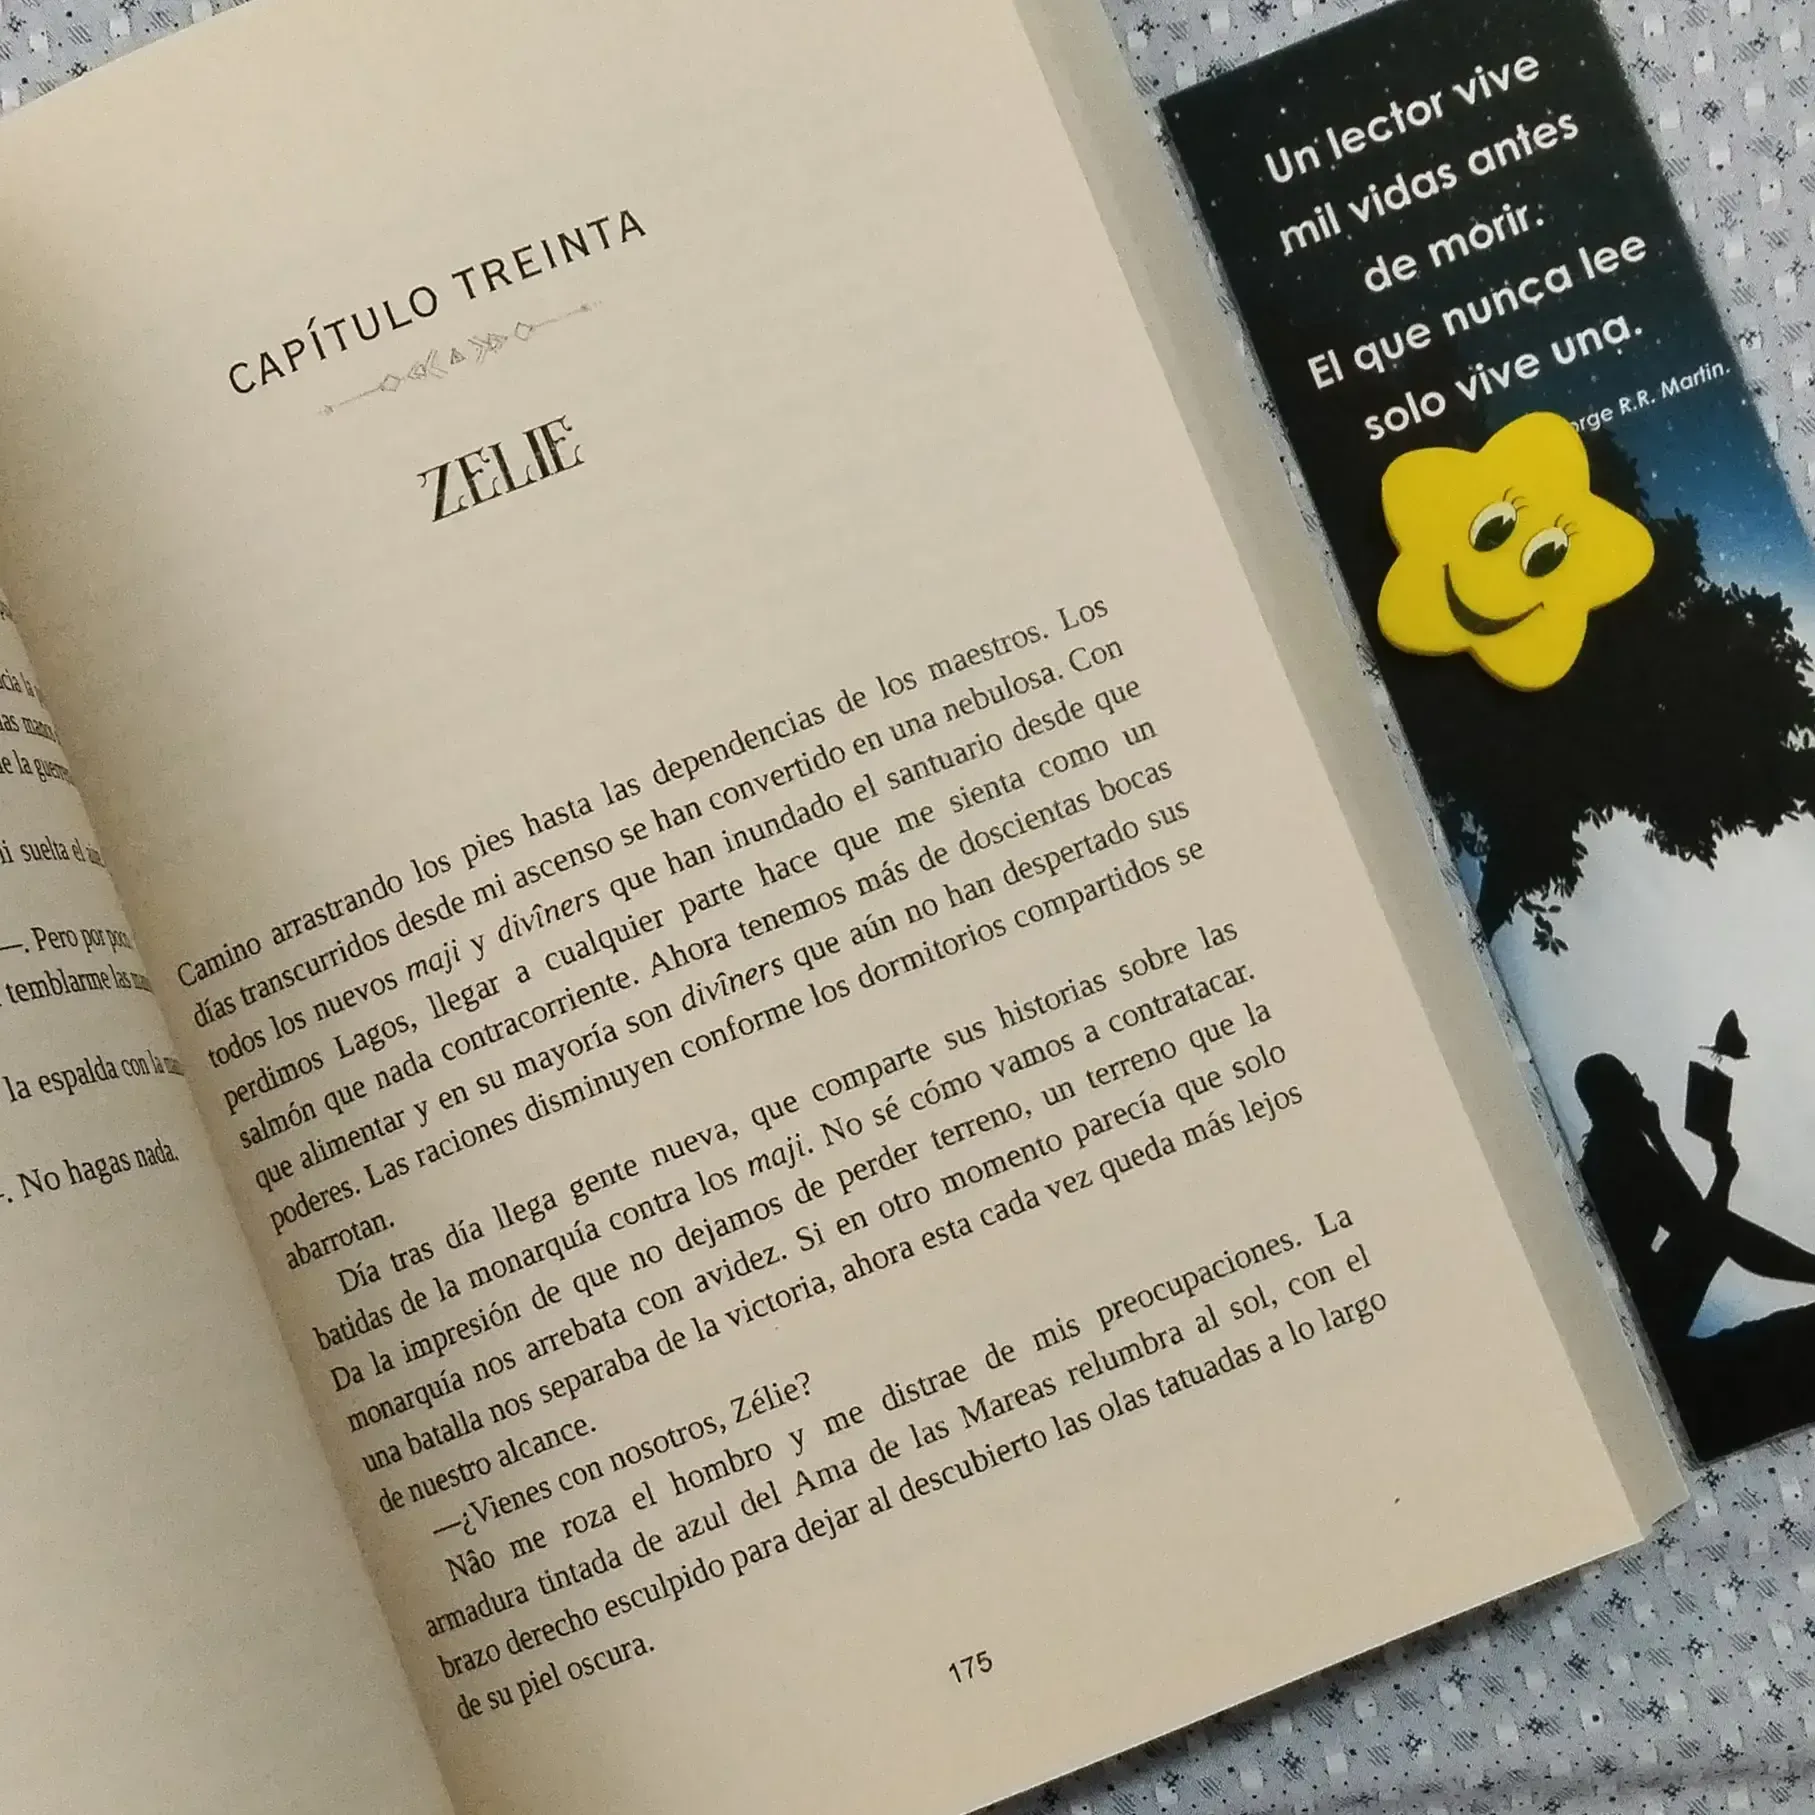 suelta el
—. Pero por poco
temblarme las
la espalda con la
—. No hagas nada.
CAPÍTULO TREINTA
ZELIE
Camino arrastrando los pies hasta las dependencias de los maestros. Los
días transcurridos desde mi ascenso se han convertido en una nebulosa. Con
todos los nuevos maji y divîners que han inundado el santuario desde que
perdimos Lagos, llegar a cualquier parte hace que me sienta como un
salmón que nada contracorriente. Ahora tenemos más de doscientas bocas
que alimentar y en su mayoría son divîners que aún no han despertado sus
poderes. Las raciones disminuyen conforme los dormitorios compartidos se
abarrotan.
Día tras día llega gente nueva, que comparte sus historias sobre las
batidas de la monarquía contra los maji. No sé cómo vamos a contratacar.
Da la impresión de que no dejamos de perder terreno, un terreno que la
monarquía nos arrebata con avidez. Si en otro momento parecía que solo
una batalla nos separaba de la victoria, ahora esta cada vez queda más lejos
de nuestro alcance.
—¿Vienes con nosotros, Zélie?
Nâo me roza el hombro y me distrae de mis preocupaciones. La
armadura tintada de azul del Ama de las Mareas relumbra al sol, con el
brazo derecho esculpido para dejar al descubierto las olas tatuadas a lo largo
de su piel oscura.
175
Un lector vive
mil vidas antes
de morir.
El que nunca lee
solo vive una.
orge R.R. Martin.